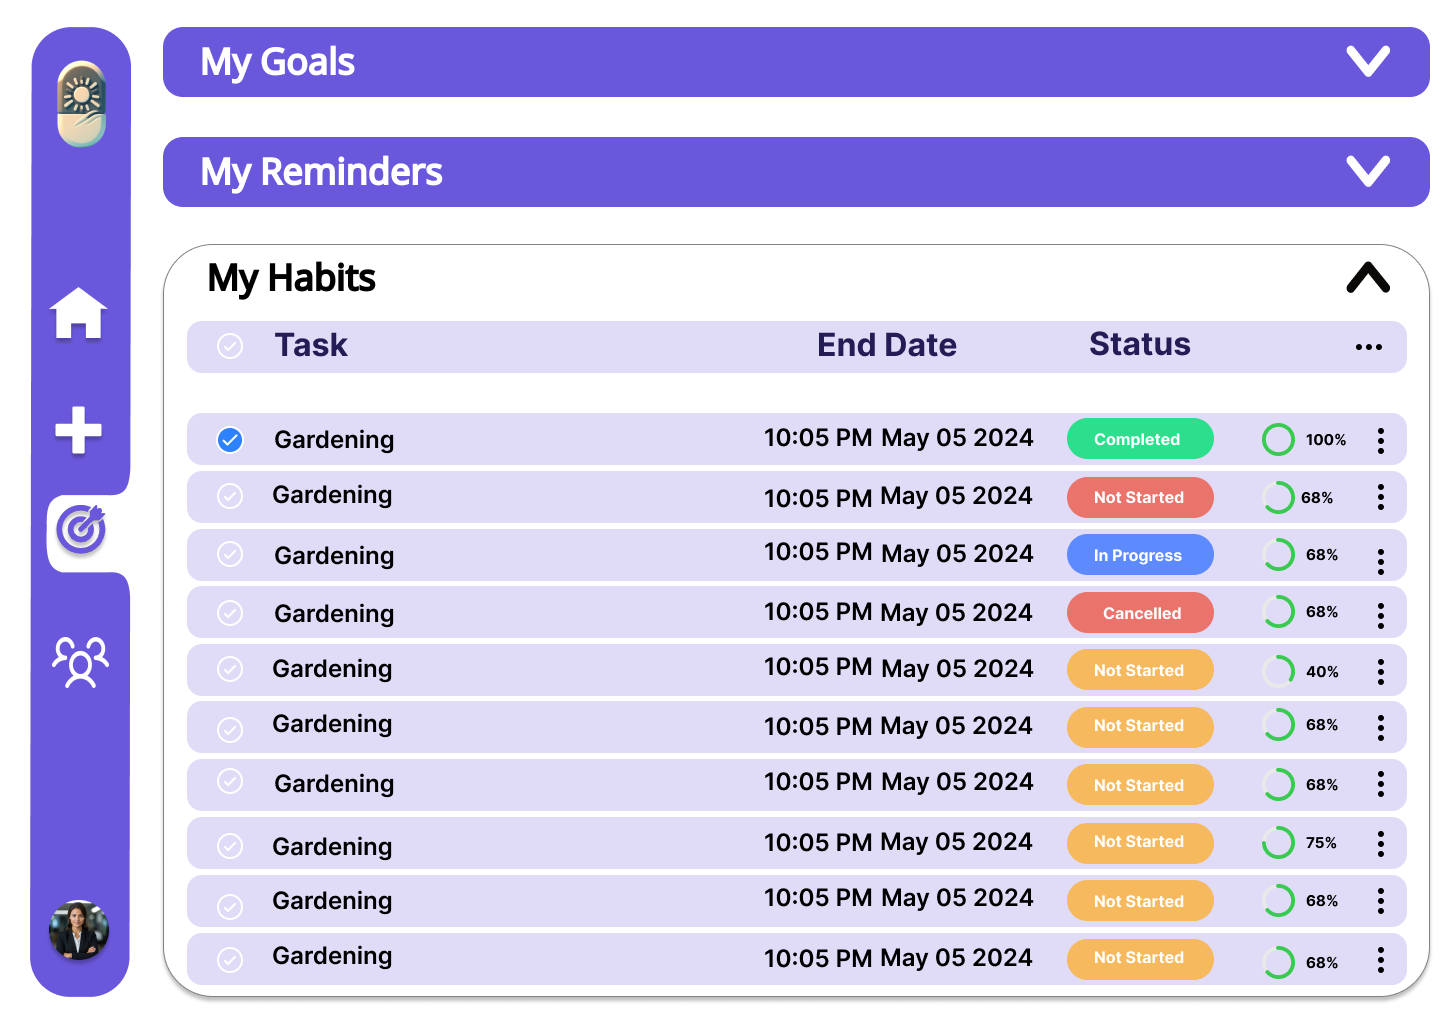 My Goals
My Reminders
My Habits
Task End Date Status
Gardening 10:05 PM May 05 2024 Completed 100%
Gardening 10:05 PM May 05 2024 Not Started 68%
Gardening 10:05 PM May 05 2024 In Progress 68%
Gardening 10:05 PM May 05 2024 Cancelled 68%
Gardening 10:05 PM May 05 2024 Not Started 40%
Gardening 10:05 PM May 05 2024 Not Started 68%
Gardening 10:05 PM May 05 2024 Not Started 68%
Gardening 10:05 PM May 05 2024 Not Started 75%
Gardening 10:05 PM May 05 2024 Not Started 68%
Gardening 10:05 PM May 05 2024 Not Started 68%